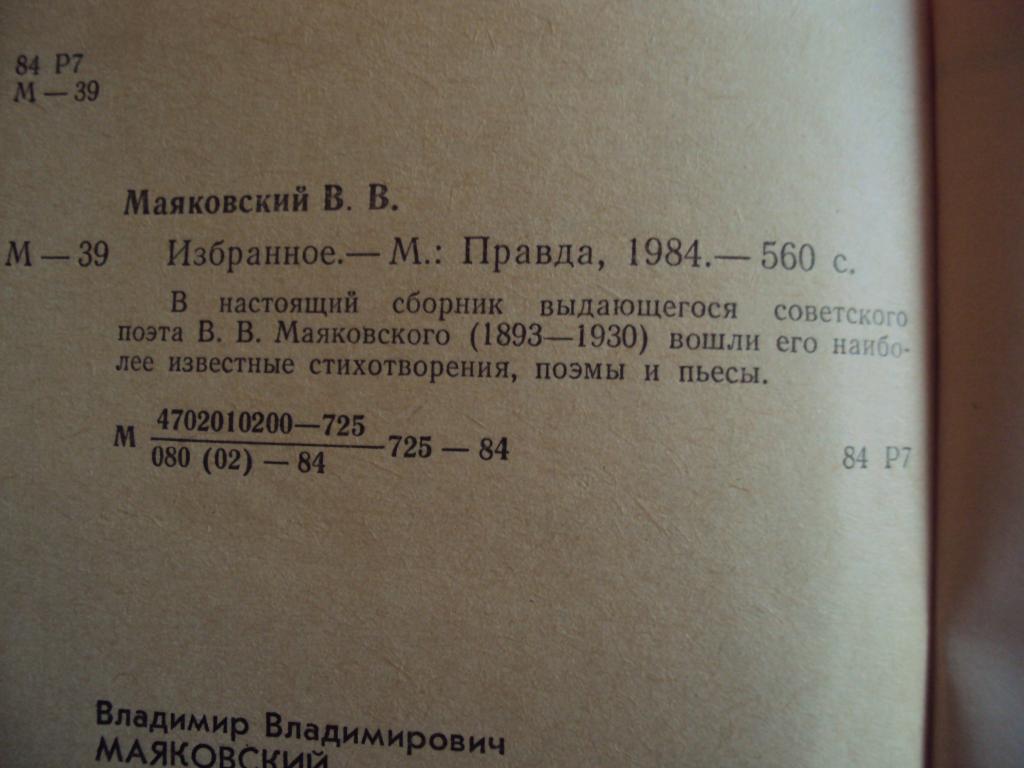 84 Р7
М — 39
Маяковский В. В.
М — 39 Избранное.— М.: Правда, 1984.— 560 с.
В настоящий сборник выдающегося советского
поэта В. В. Маяковского (1893—1930) вошли его наибо-
лее известные стихотворения, поэмы и пьесы.
М 4702010200—725
080 (02) — 84 725 — 84
84 Р7
Владимир Владимирович
МАЯКОВСКИЙ